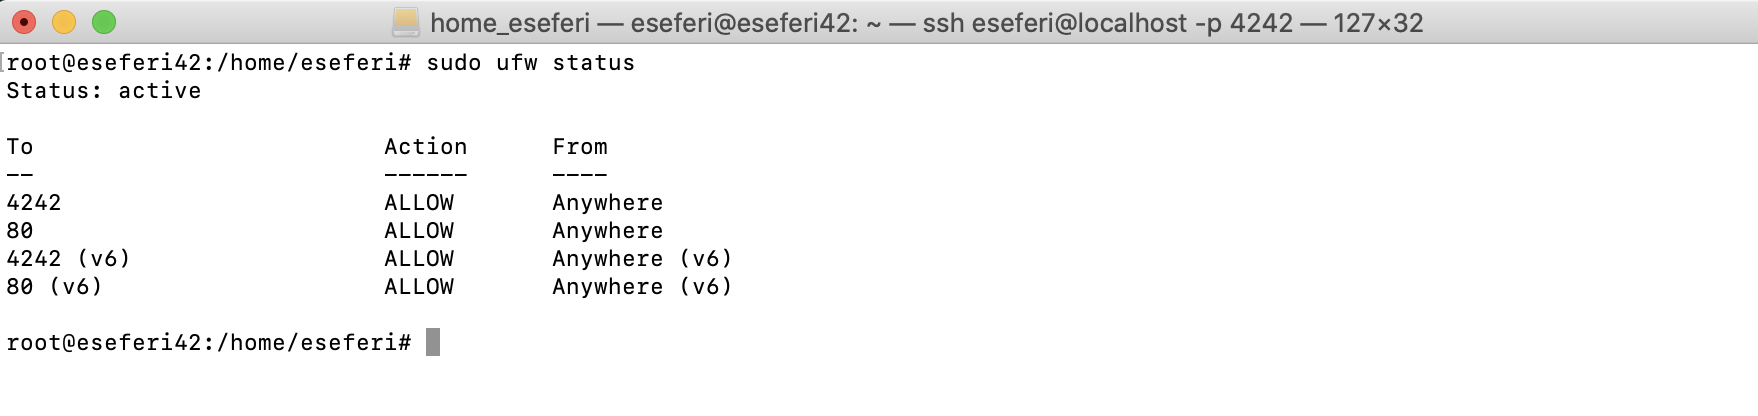 home_eseferi — eseferi@eseferi42: ~ — ssh eseferi@localhost -p 4242 — 127×32
root@eseferi42:/home/eseferi# sudo ufw status
Status: active
To                         Action      From
--                         ------      ----
4242                       ALLOW       Anywhere
80                         ALLOW       Anywhere
4242 (v6)                  ALLOW       Anywhere (v6)
80 (v6)                    ALLOW       Anywhere (v6)
root@eseferi42:/home/eseferi#